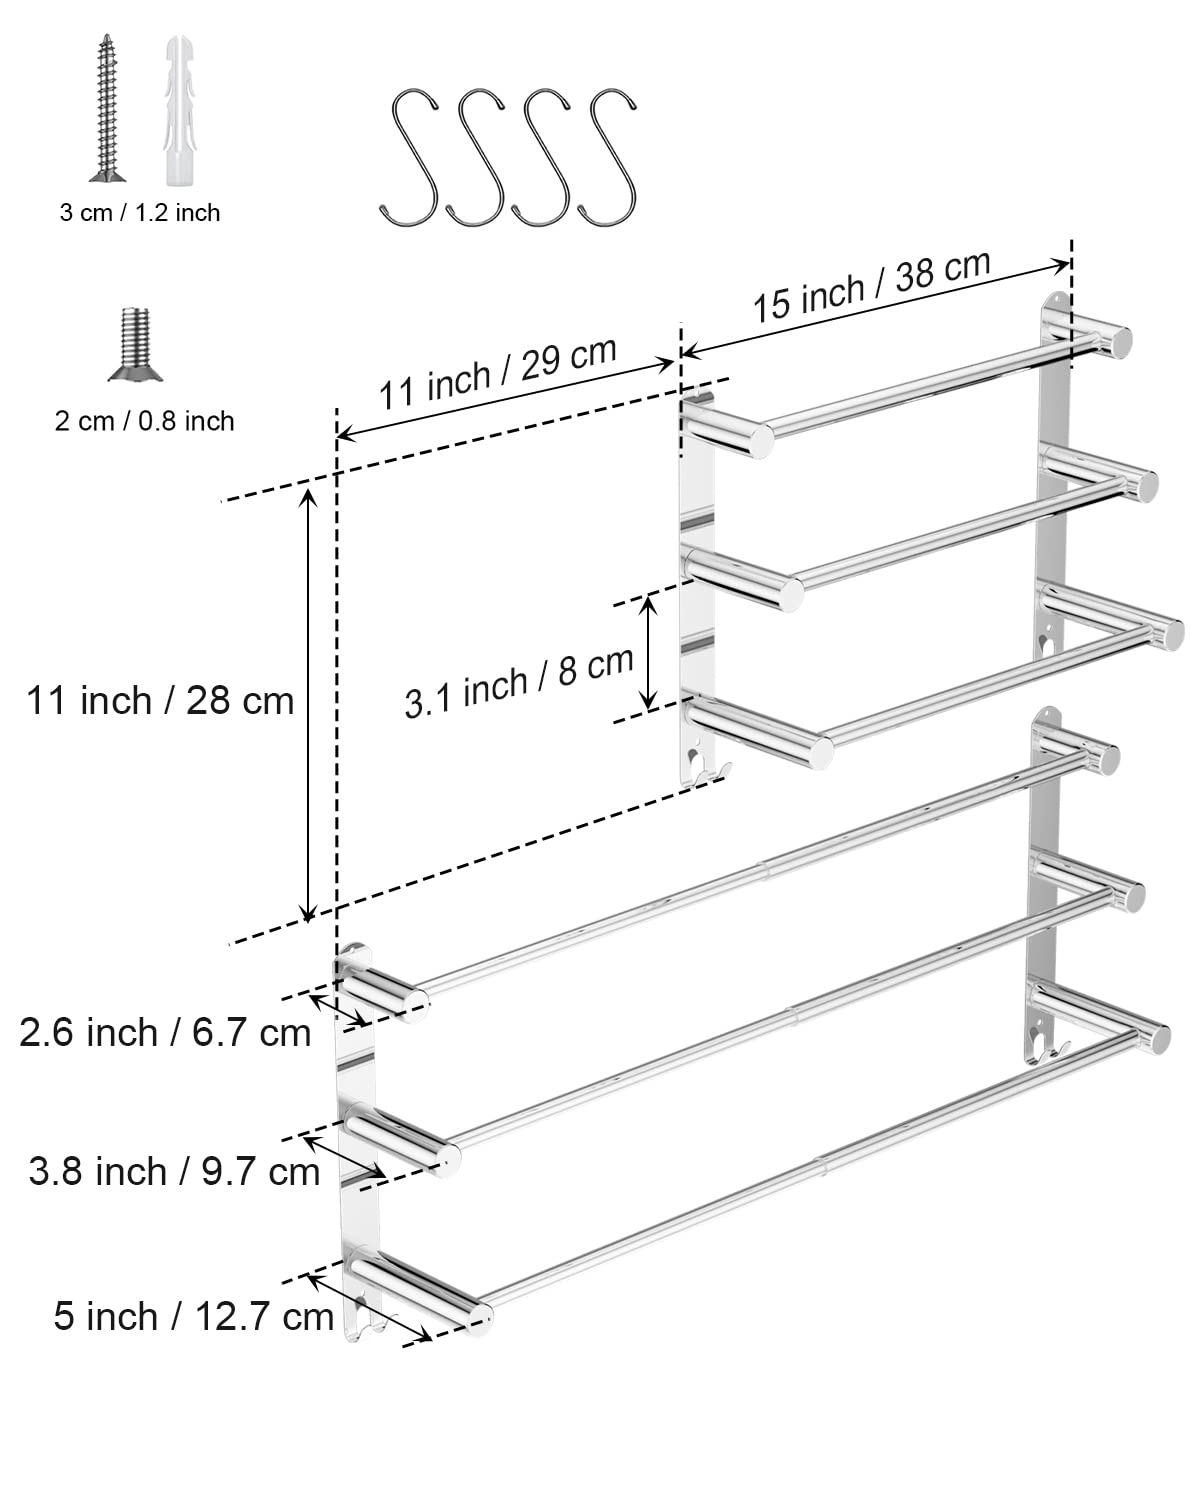 3 cm / 1.2 inch
2 cm / 0.8 inch
15 inch / 38 cm
11 inch / 29 cm
11 inch / 28 cm
3.1 inch / 8 cm
2.6 inch / 6.7 cm
3.8 inch / 9.7 cm
5 inch / 12.7 cm